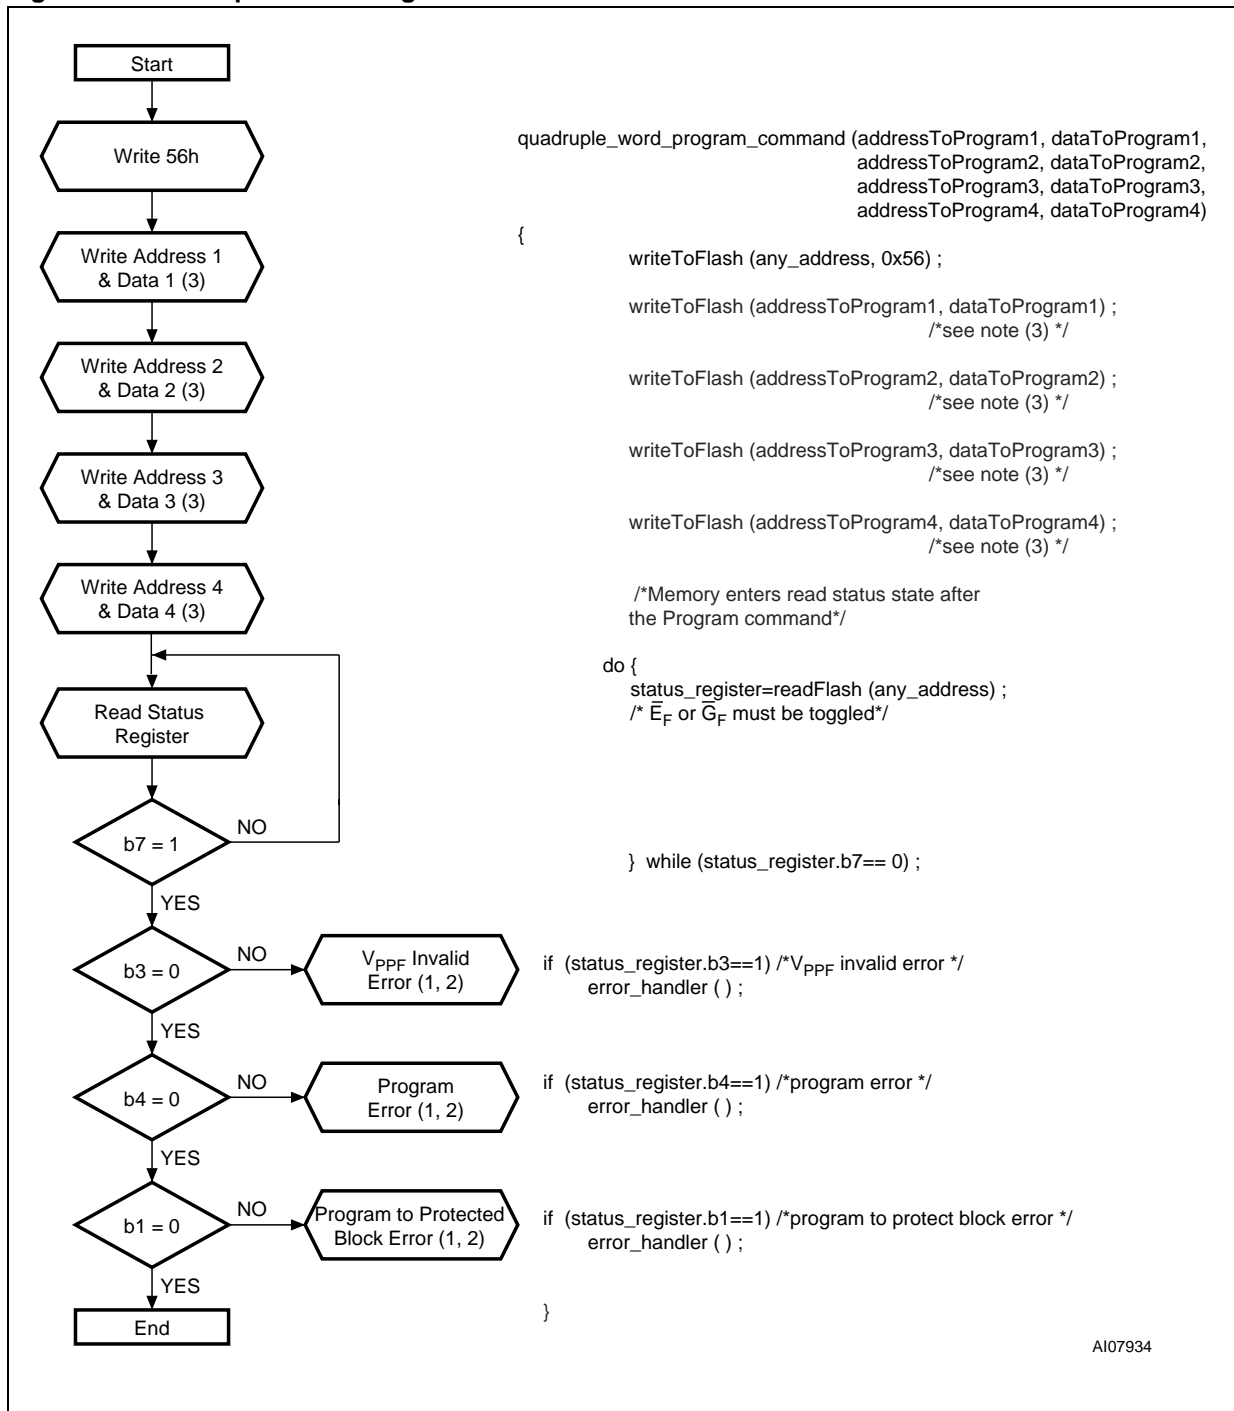 Start
Write 56h
Write Address 1
& Data 1 (3)
Write Address 2
& Data 2 (3)
Write Address 3
& Data 3 (3)
Write Address 4
& Data 4 (3)
Read Status
Register
b7 = 1
NO
YES
b3 = 0
NO
V_PPF Invalid
Error (1, 2)
YES
b4 = 0
NO
Program
Error (1, 2)
YES
b1 = 0
NO
Program to Protected
Block Error (1, 2)
YES
End
quadruple_word_program_command (addressToProgram1, dataToProgram1,
addressToProgram2, dataToProgram2,
addressToProgram3, dataToProgram3,
addressToProgram4, dataToProgram4)
{
writeToFlash (any_address, 0x56) ;
writeToFlash (addressToProgram1, dataToProgram1) ;
/*see note (3) */
writeToFlash (addressToProgram2, dataToProgram2) ;
/*see note (3) */
writeToFlash (addressToProgram3, dataToProgram3) ;
/*see note (3) */
writeToFlash (addressToProgram4, dataToProgram4) ;
/*see note (3) */
/*Memory enters read status state after
the Program command*/
do {
status_register=readFlash (any_address) ;
/* E̅_F or G̅_F must be toggled*/
} while (status_register.b7== 0) ;
if (status_register.b3==1) /*V_PPF invalid error */
error_handler ( ) ;
if (status_register.b4==1) /*program error */
error_handler ( ) ;
if (status_register.b1==1) /*program to protect block error */
error_handler ( ) ;
}
AI07934